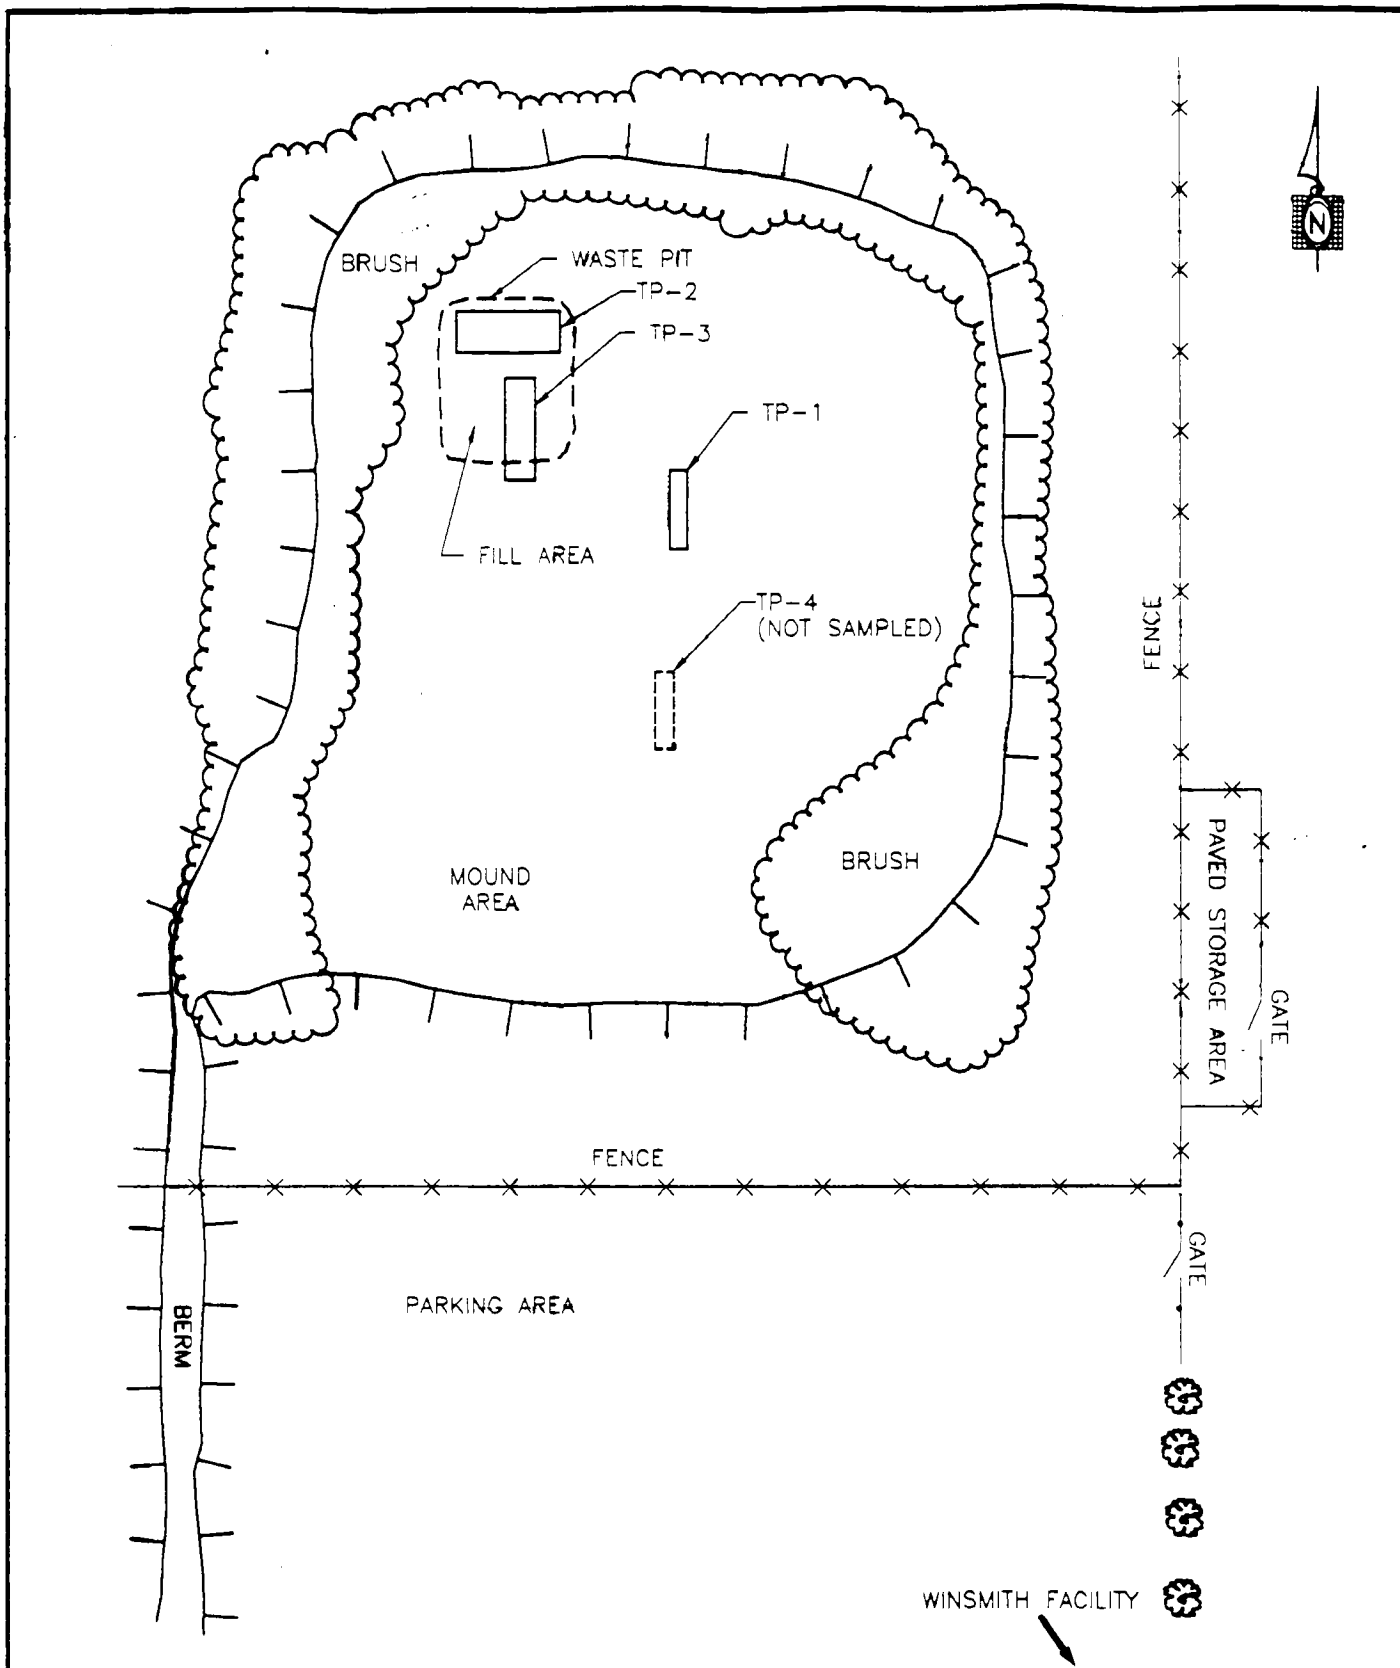 N
BRUSH
WASTE PIT
TP-2
TP-3
TP-1
FILL AREA
TP-4
(NOT SAMPLED)
FENCE
MOUND
AREA
BRUSH
PAVED STORAGE AREA
GATE
FENCE
GATE
PARKING AREA
BERM
WINSMITH FACILITY